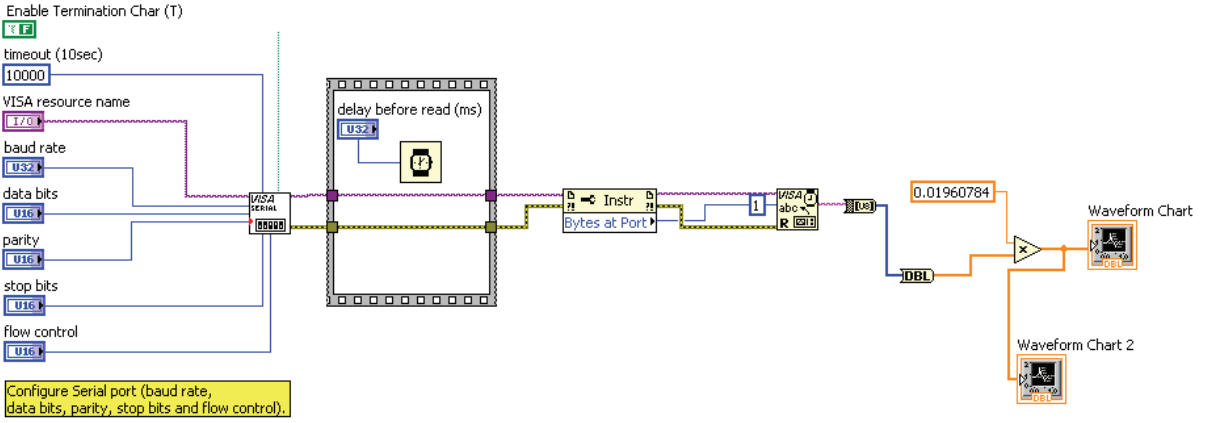 Enable Termination Char (T)
T F
timeout (10sec)
10000
VISA resource name
I/O
baud rate
U32
data bits
U16
parity
U16
stop bits
U16
flow control
U16
Configure Serial port (baud rate,
data bits, parity, stop bits and flow control).
VISA
SERIAL
delay before read (ms)
U32
Instr
Bytes at Port
1
VISA
abc
R
[U8]
DBL
0.01960784
x
Waveform Chart
DBL
Waveform Chart 2
DBL